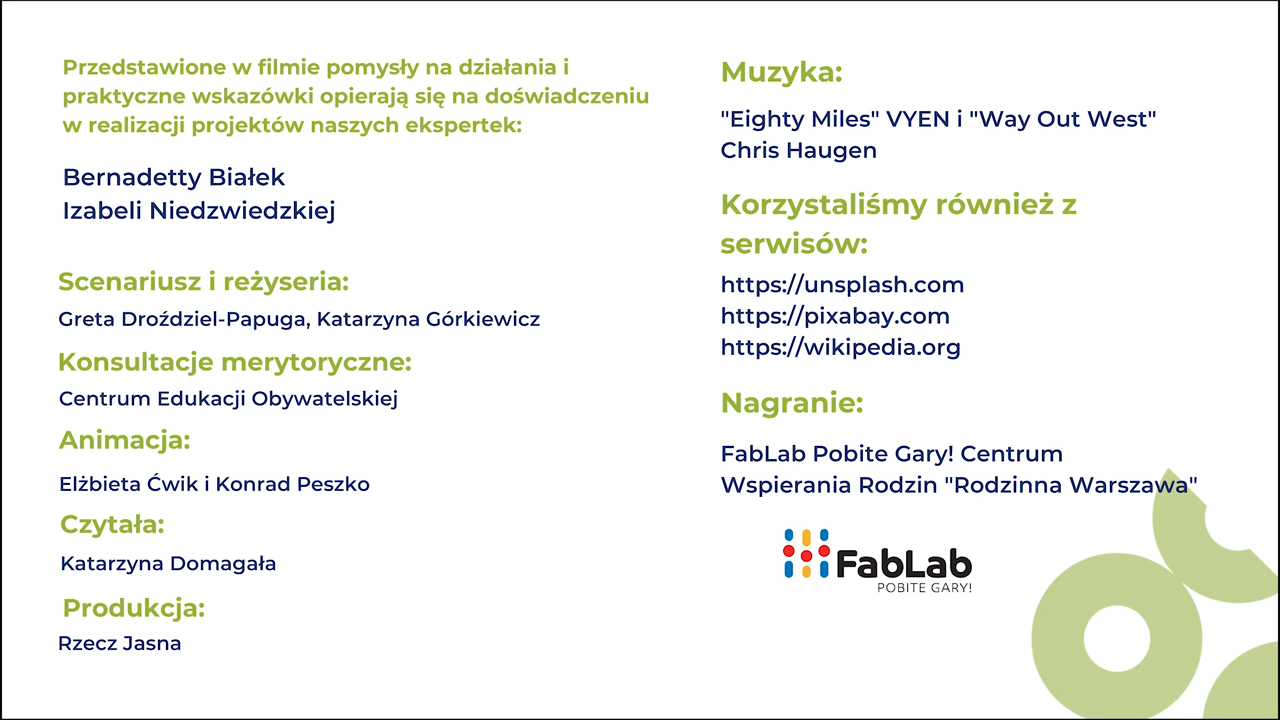 Przedstawione w filmie pomysły na działania i
praktyczne wskazówki opierają się na doświadczeniu
w realizacji projektów naszych ekspertek:
Bernadetty Białek
Izabeli Niedzwiedzkiej
Scenariusz i reżyseria:
Greta Droździel-Papuga, Katarzyna Górkiewicz
Konsultacje merytoryczne:
Centrum Edukacji Obywatelskiej
Animacja:
Elżbieta Ćwik i Konrad Peszko
Czytała:
Katarzyna Domagała
Produkcja:
Rzecz Jasna
Muzyka:
"Eighty Miles" VYEN i "Way Out West"
Chris Haugen
Korzystaliśmy również z
serwisów:
https://unsplash.com
https://pixabay.com
https://wikipedia.org
Nagranie:
FabLab Pobite Gary! Centrum
Wspierania Rodzin "Rodzinna Warszawa"
FabLab
POBITE GARY!